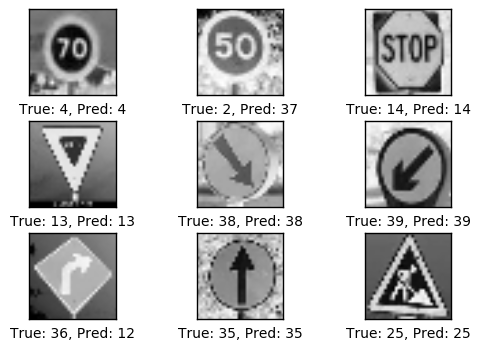 70
50
STOP
True: 4, Pred: 4
True: 2, Pred: 37
True: 14, Pred: 14
True: 13, Pred: 13
True: 38, Pred: 38
True: 39, Pred: 39
True: 36, Pred: 12
True: 35, Pred: 35
True: 25, Pred: 25